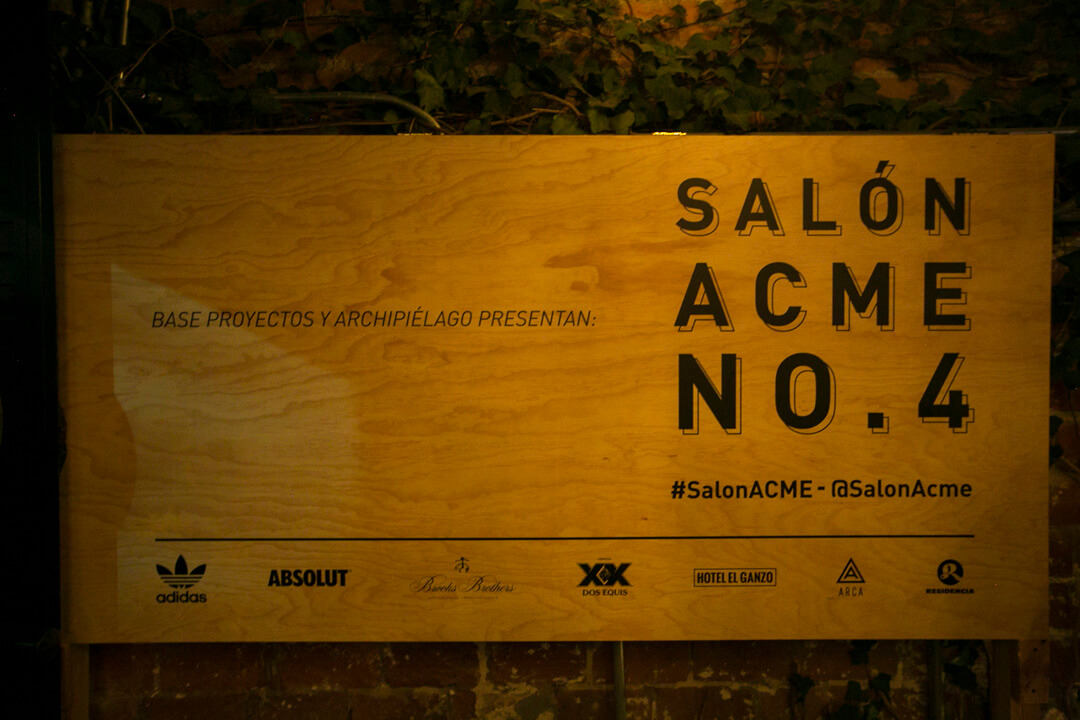 BASE PROYECTOS Y ARCHIPIÉLAGO PRESENTAN:
SALÓN
ACME
NO.4
#SalonACME - @SalonAcme
adidas
ABSOLUT
Brooks Brothers
XX
DOS EQUIS
HOTEL EL GANZO
ARCA
RESIDENCIA